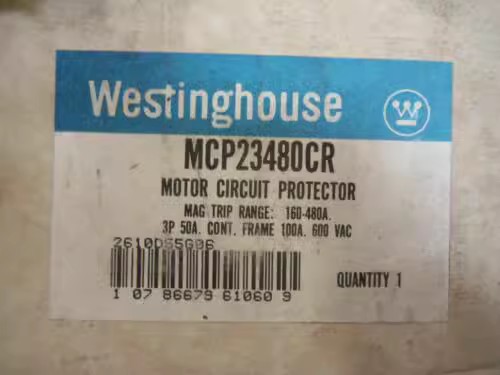 Westinghouse
MCP23480CR
MOTOR CIRCUIT PROTECTOR
MAG TRIP RANGE: 160-480A.
3P 50A. CONT. FRAME 100A. 600 VAC
2610D55G06
QUANTITY 1
1 07 86679 61060 9